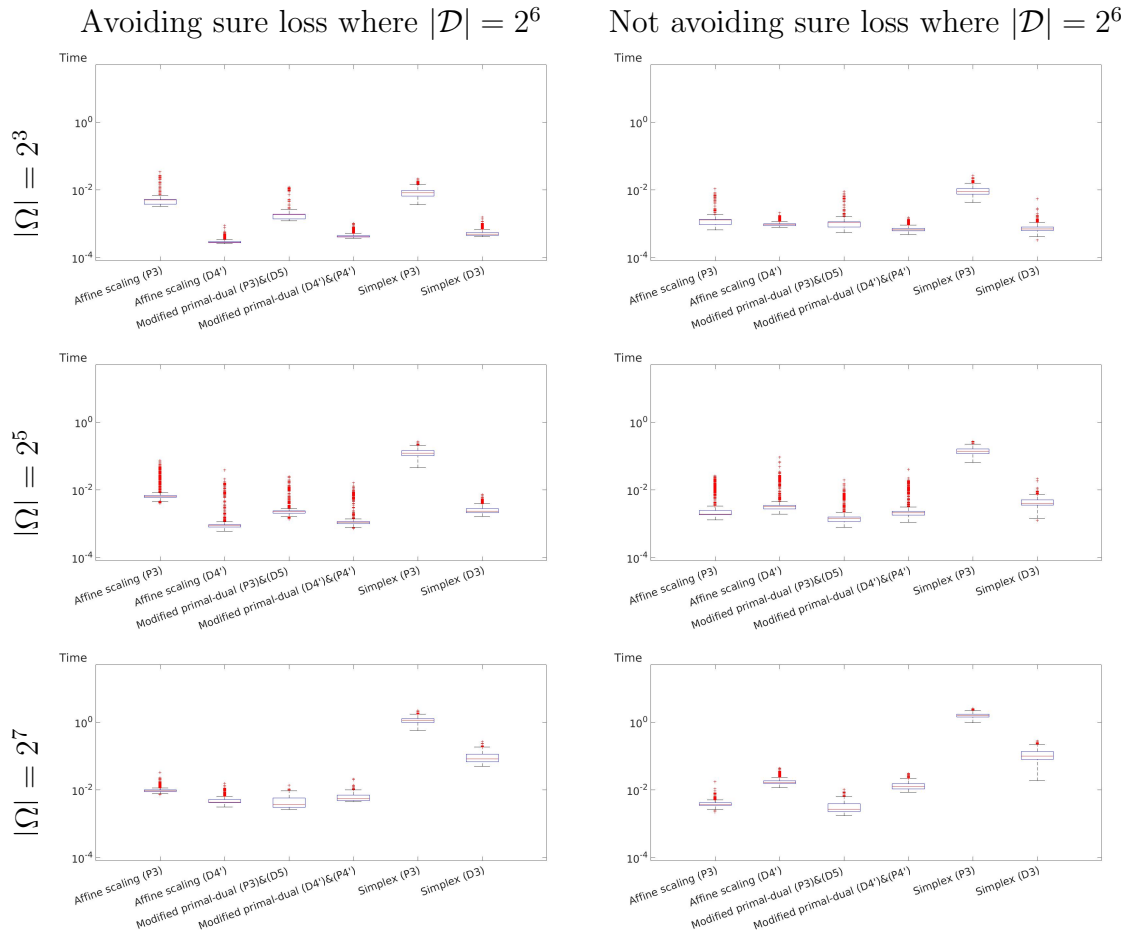 Avoiding sure loss where |𝒟| = 2^6
Not avoiding sure loss where |𝒟| = 2^6
|Ω| = 2^3
Time
10^0
10^-2
10^-4
Affine scaling (P3)
Affine scaling (D4')
Modified primal-dual (P3)&(D5)
Modified primal-dual (D4')&(P4')
Simplex (P3)
Simplex (D3)
Time
10^0
10^-2
10^-4
Affine scaling (P3)
Affine scaling (D4')
Modified primal-dual (P3)&(D5)
Modified primal-dual (D4')&(P4')
Simplex (P3)
Simplex (D3)
|Ω| = 2^5
Time
10^0
10^-2
10^-4
Affine scaling (P3)
Affine scaling (D4')
Modified primal-dual (P3)&(D5)
Modified primal-dual (D4')&(P4')
Simplex (P3)
Simplex (D3)
Time
10^0
10^-2
10^-4
Affine scaling (P3)
Affine scaling (D4')
Modified primal-dual (P3)&(D5)
Modified primal-dual (D4')&(P4')
Simplex (P3)
Simplex (D3)
|Ω| = 2^7
Time
10^0
10^-2
10^-4
Affine scaling (P3)
Affine scaling (D4')
Modified primal-dual (P3)&(D5)
Modified primal-dual (D4')&(P4')
Simplex (P3)
Simplex (D3)
Time
10^0
10^-2
10^-4
Affine scaling (P3)
Affine scaling (D4')
Modified primal-dual (P3)&(D5)
Modified primal-dual (D4')&(P4')
Simplex (P3)
Simplex (D3)